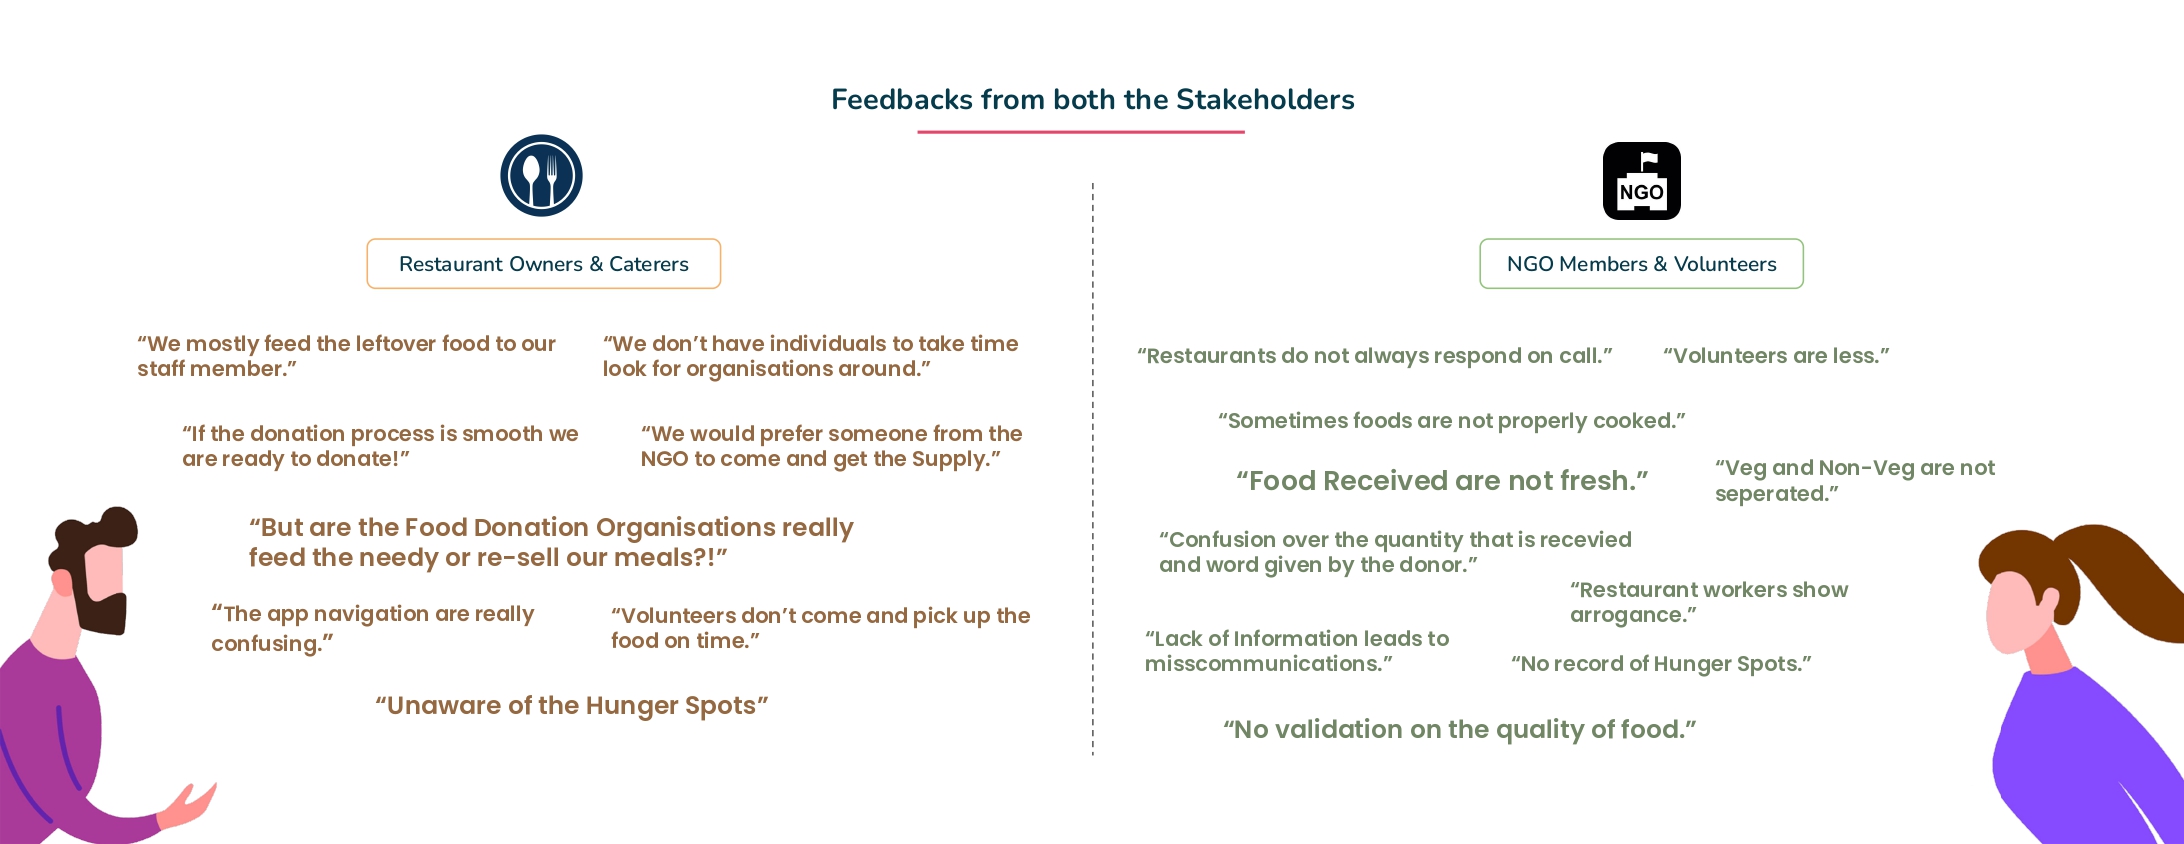 Feedbacks from both the Stakeholders
Restaurant Owners & Caterers
“We mostly feed the leftover food to our
staff member.”
“We don’t have individuals to take time
look for organisations around.”
“If the donation process is smooth we
are ready to donate!”
“We would prefer someone from the
NGO to come and get the Supply.”
“But are the Food Donation Organisations really
feed the needy or re-sell our meals?!”
“The app navigation are really
confusing.”
“Volunteers don’t come and pick up the
food on time.”
“Unaware of the Hunger Spots”
NGO
NGO Members & Volunteers
“Restaurants do not always respond on call.”
“Volunteers are less.”
“Sometimes foods are not properly cooked.”
“Food Received are not fresh.”
“Veg and Non-Veg are not
seperated.”
“Confusion over the quantity that is recevied
and word given by the donor.”
“Restaurant workers show
arrogance.”
“Lack of Information leads to
misscommunications.”
“No record of Hunger Spots.”
“No validation on the quality of food.”